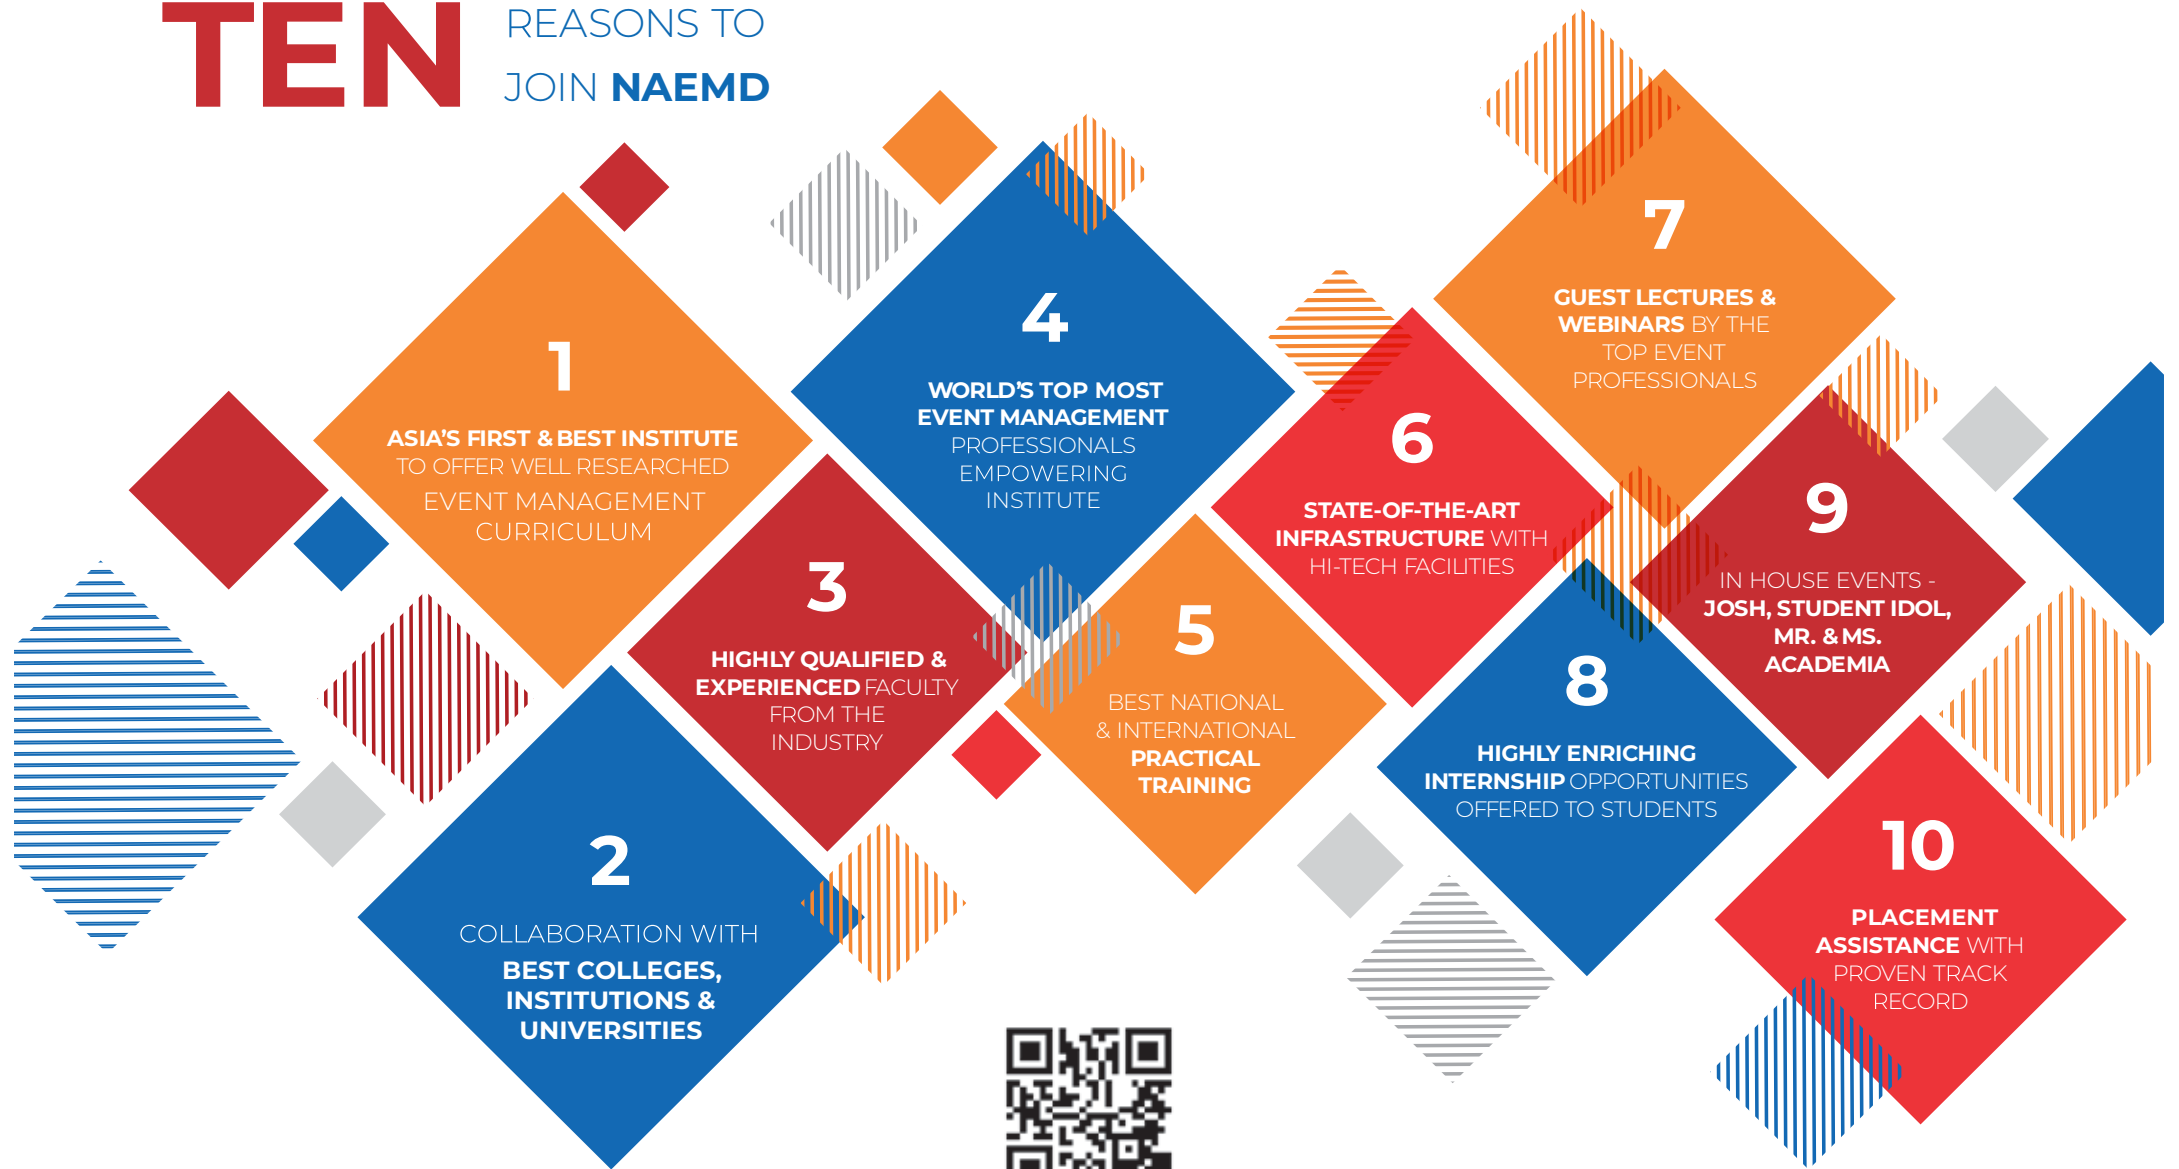 TEN
REASONS TO
JOIN NAEMD
1
ASIA'S FIRST & BEST INSTITUTE
TO OFFER WELL RESEARCHED
EVENT MANAGEMENT
CURRICULUM
2
COLLABORATION WITH
BEST COLLEGES,
INSTITUTIONS &
UNIVERSITIES
3
HIGHLY QUALIFIED &
EXPERIENCED FACULTY
FROM THE
INDUSTRY
4
WORLD'S TOP MOST
EVENT MANAGEMENT
PROFESSIONALS
EMPOWERING
INSTITUTE
5
BEST NATIONAL
& INTERNATIONAL
PRACTICAL
TRAINING
6
STATE-OF-THE-ART
INFRASTRUCTURE WITH
HI-TECH FACILITIES
7
GUEST LECTURES &
WEBINARS BY THE
TOP EVENT
PROFESSIONALS
8
HIGHLY ENRICHING
INTERNSHIP OPPORTUNITIES
OFFERED TO STUDENTS
9
IN HOUSE EVENTS -
JOSH, STUDENT IDOL,
MR. & MS.
ACADEMIA
10
PLACEMENT
ASSISTANCE WITH
PROVEN TRACK
RECORD